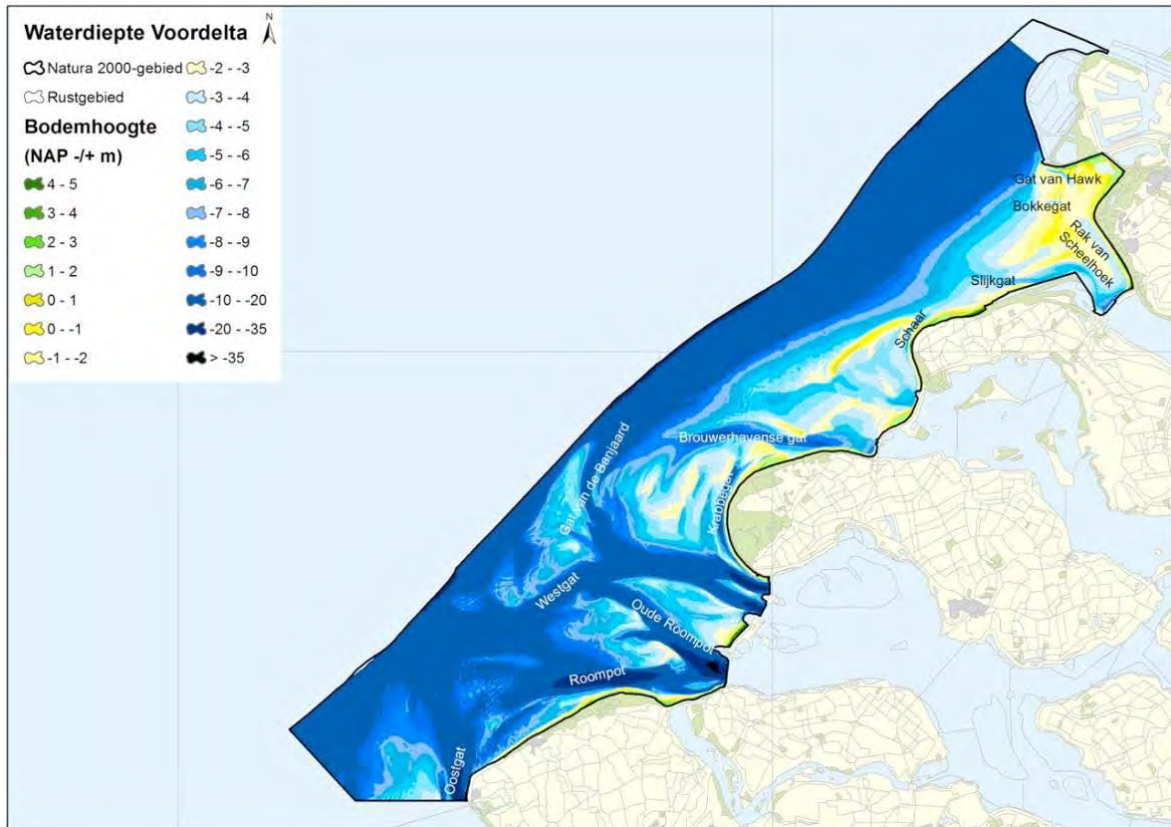 Waterdiepte Voordelta
N
Natura 2000-gebied
Rustgebied
Bodemhoogte
(NAP -/+ m)
4 - 5
3 - 4
2 - 3
1 - 2
0 - 1
0 - -1
-1 - -2
-2 - -3
-3 - -4
-4 - -5
-5 - -6
-6 - -7
-7 - -8
-8 - -9
-9 - -10
-10 - -20
-20 - -35
> -35
Gat van Hawk
Bokkegat
Rak van
Scheelhoek
Slijkgat
Schaar
Brouwerhavense gat
Gat van de Banjaard
Krabbegat
Westgat
Oude Roompot
Roompot
Oostgat